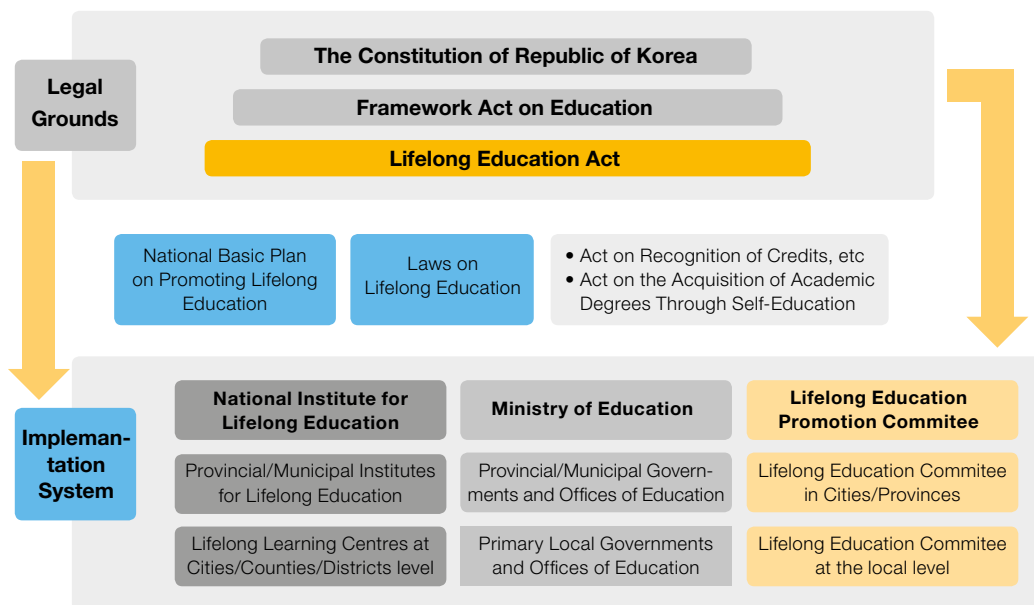 The Constitution of Republic of Korea
Legal
Grounds
Framework Act on Education
Lifelong Education Act
National Basic Plan
on Promoting Lifelong
Education
Laws on
Lifelong Education
• Act on Recognition of Credits, etc
• Act on the Acquisition of Academic
Degrees Through Self-Education
Impleman-
tation
System
National Institute for
Lifelong Education
Ministry of Education
Lifelong Education
Promotion Commitee
Provincial/Municipal Institutes
for Lifelong Education
Provincial/Municipal Govern-
ments and Offices of Education
Lifelong Education Commitee
in Cities/Provinces
Lifelong Learning Centres at
Cities/Counties/Districts level
Primary Local Governments
and Offices of Education
Lifelong Education Commitee
at the local level